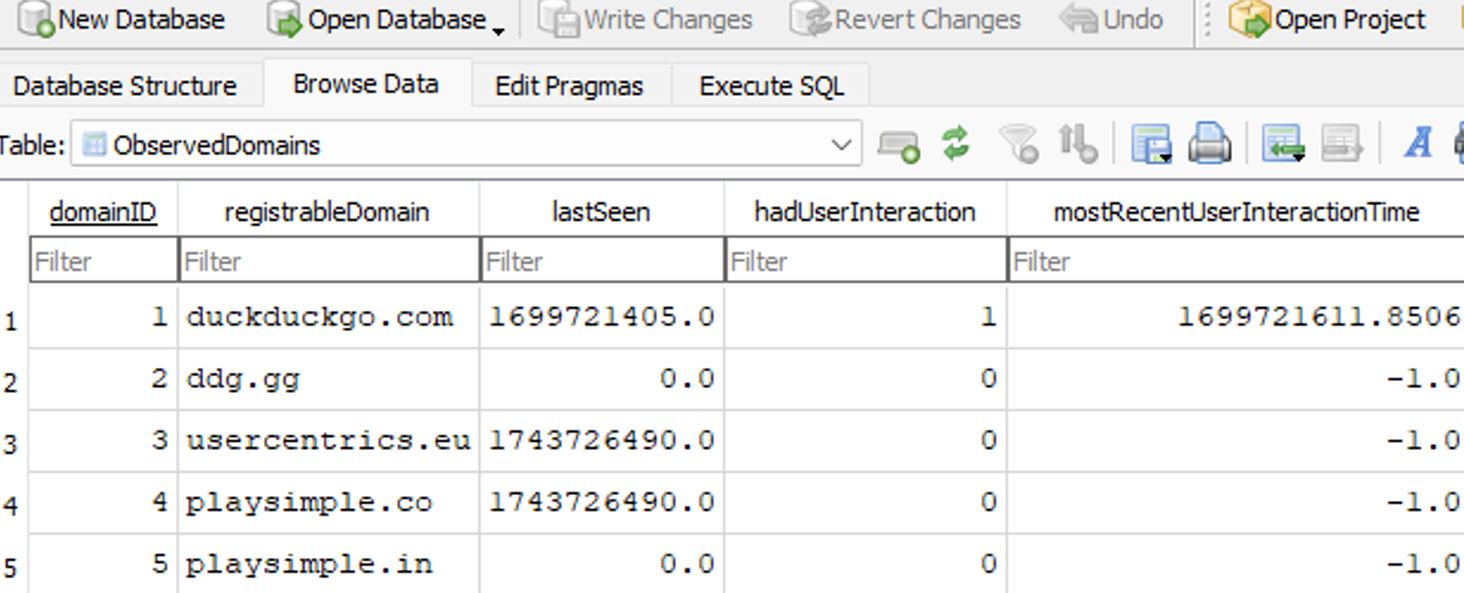 New Database Open Database Write Changes Revert Changes Undo Open Project
Database Structure Browse Data Edit Pragmas Execute SQL
Table: ObservedDomains
domainID registrableDomain lastSeen hadUserInteraction mostRecentUserInteractionTime
Filter Filter Filter Filter Filter
1 1 duckduckgo.com 1699721405.0 1 1699721611.8506
2 2 ddg.gg 0.0 0 -1.0
3 3 usercentrics.eu 1743726490.0 0 -1.0
4 4 playsimple.co 1743726490.0 0 -1.0
5 5 playsimple.in 0.0 0 -1.0